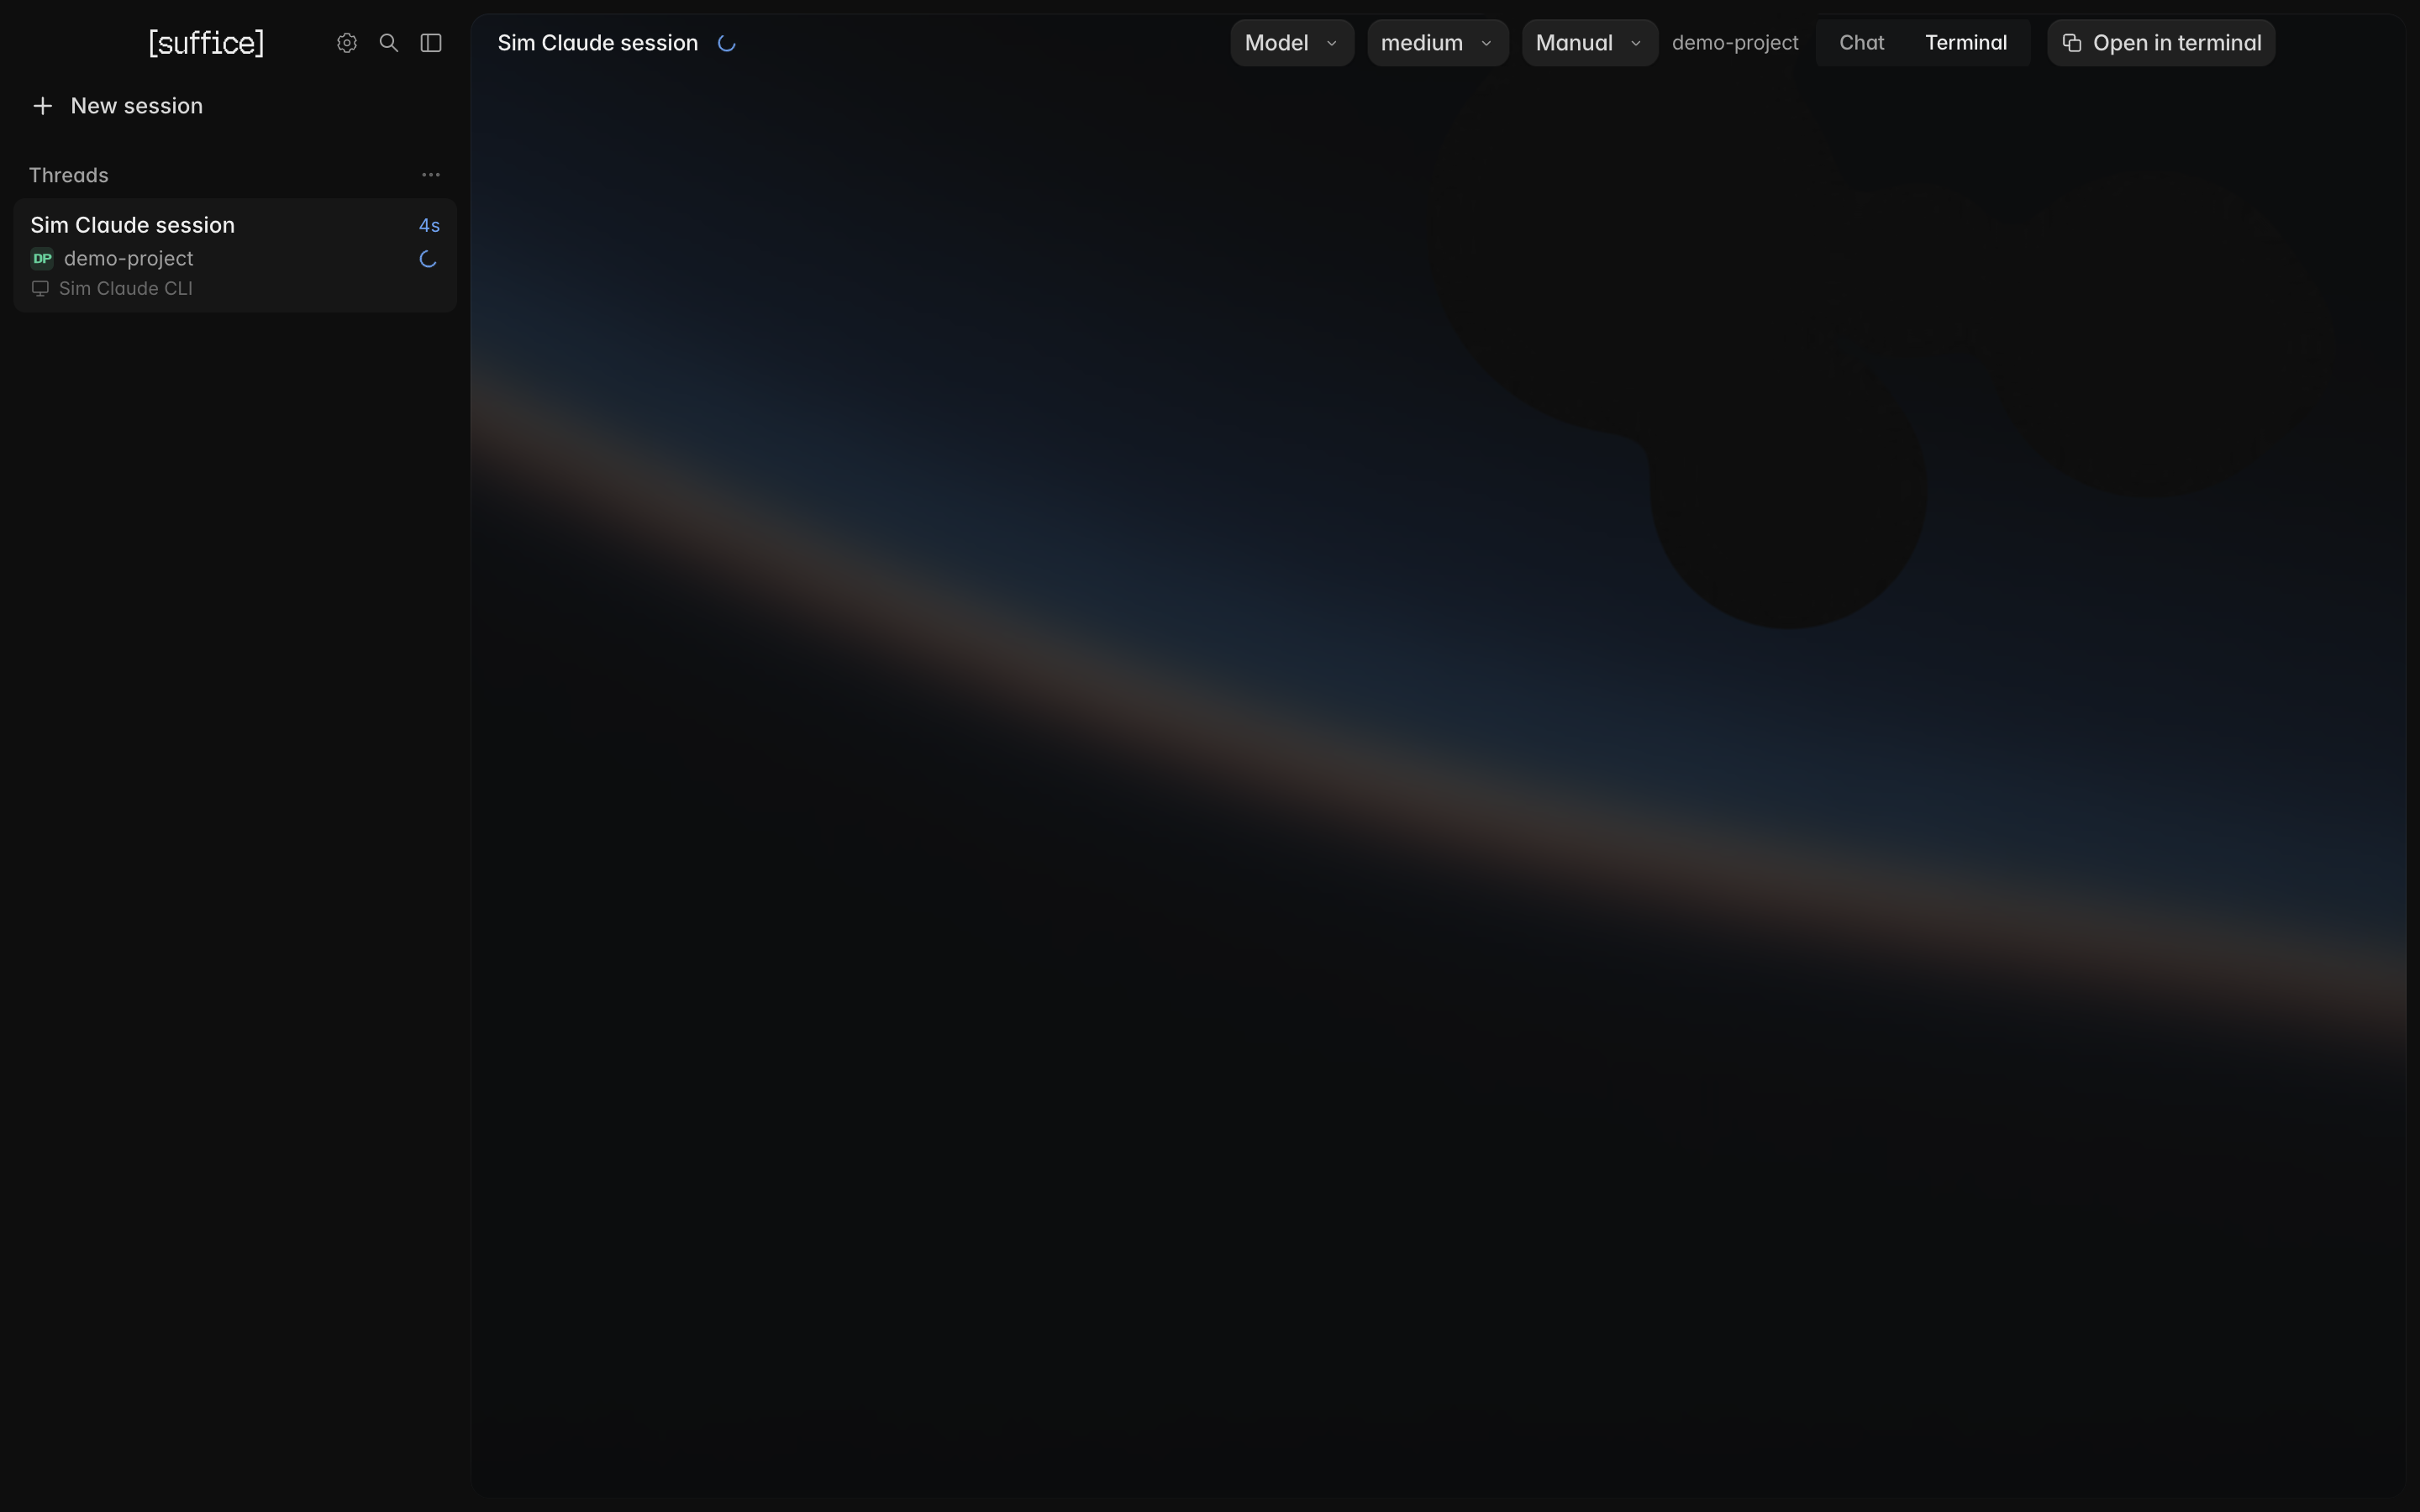 [suffice]
New session
Threads
Sim Claude session 4s
DP demo-project
Sim Claude CLI
Sim Claude session Model medium Manual demo-project Chat Terminal Open in terminal